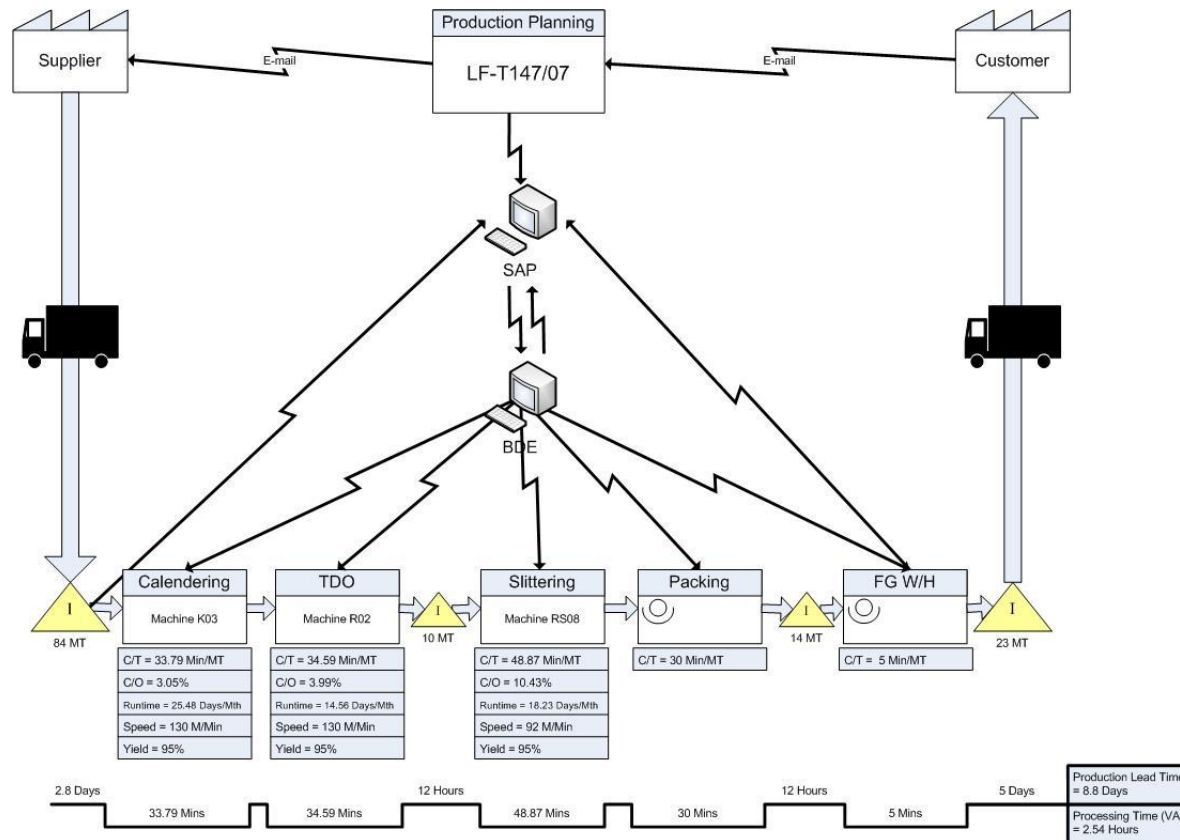 Production Planning
Supplier
E-mail
LF-T147/07
E-mail
Customer
SAP
BDE
Calendering
TDO
Slittering
Packing
FG W/H
I
Machine K03
Machine R02
I
Machine RS08
I
I
84 MT
10 MT
14 MT
23 MT
C/T = 33.79 Min/MT
C/T = 34.59 Min/MT
C/T = 48.87 Min/MT
C/T = 30 Min/MT
C/T = 5 Min/MT
C/O = 3.05%
C/O = 3.99%
C/O = 10.43%
Runtime = 25.48 Days/Mth
Runtime = 14.56 Days/Mth
Runtime = 18.23 Days/Mth
Speed = 130 M/Min
Speed = 130 M/Min
Speed = 92 M/Min
Yield = 95%
Yield = 95%
Yield = 95%
2.8 Days
12 Hours
12 Hours
5 Days
Production Lead Time
= 8.8 Days
33.79 Mins
34.59 Mins
48.87 Mins
30 Mins
5 Mins
Processing Time (VA
= 2.54 Hours